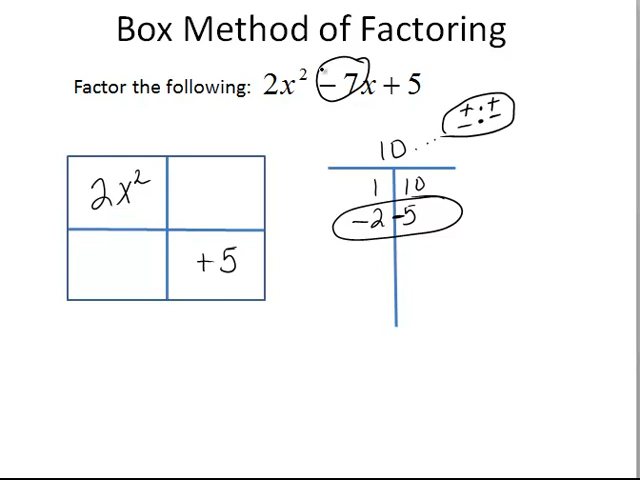 Box Method of Factoring
Factor the following: 2x² − 7x + 5
+ · +
− · −
10 ...
1 10
−2 −5
2x²
+5